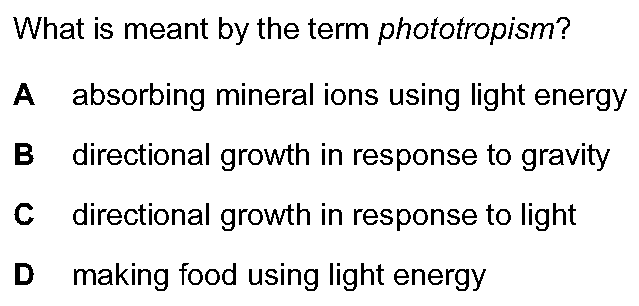 What is meant by the term phototropism?
A absorbing mineral ions using light energy
B directional growth in response to gravity
C directional growth in response to light
D making food using light energy